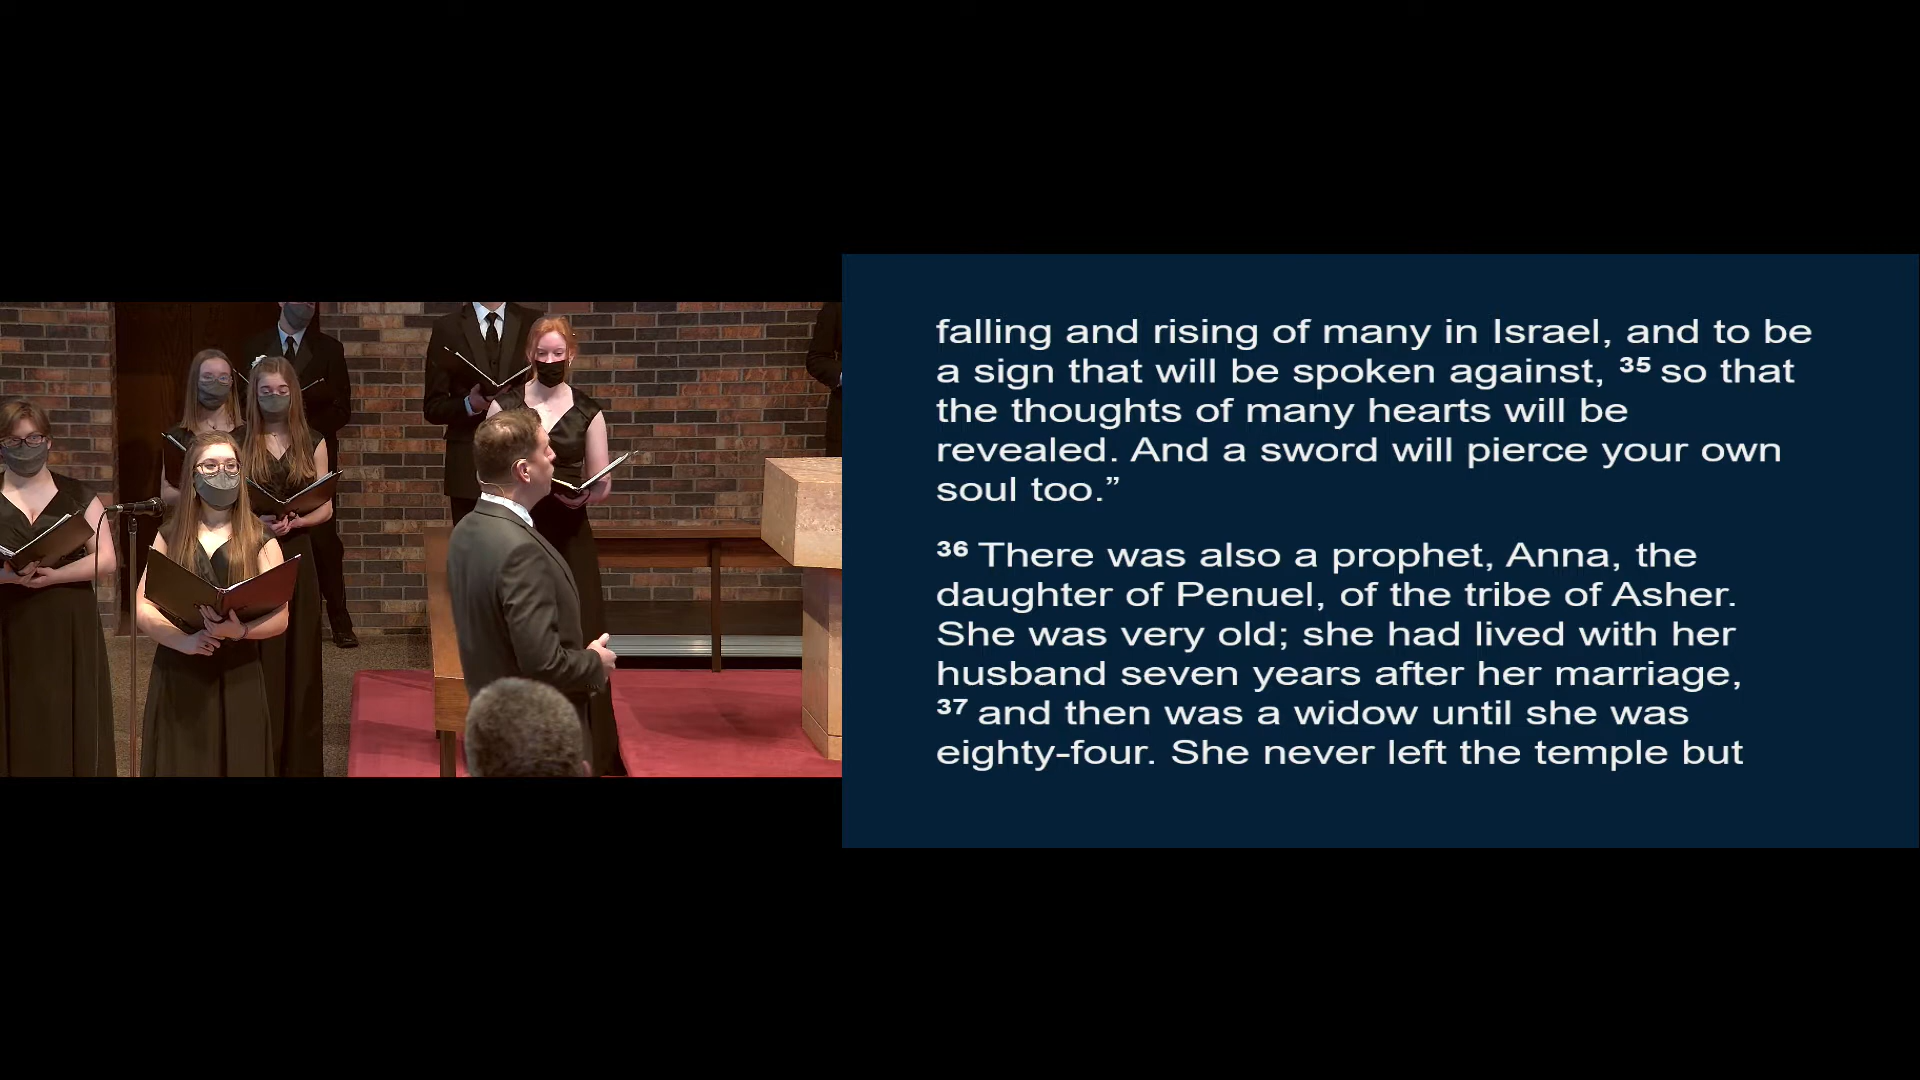 falling and rising of many in Israel, and to be
a sign that will be spoken against, 35 so that
the thoughts of many hearts will be
revealed. And a sword will pierce your own
soul too.”
36 There was also a prophet, Anna, the
daughter of Penuel, of the tribe of Asher.
She was very old; she had lived with her
husband seven years after her marriage,
37 and then was a widow until she was
eighty-four. She never left the temple but